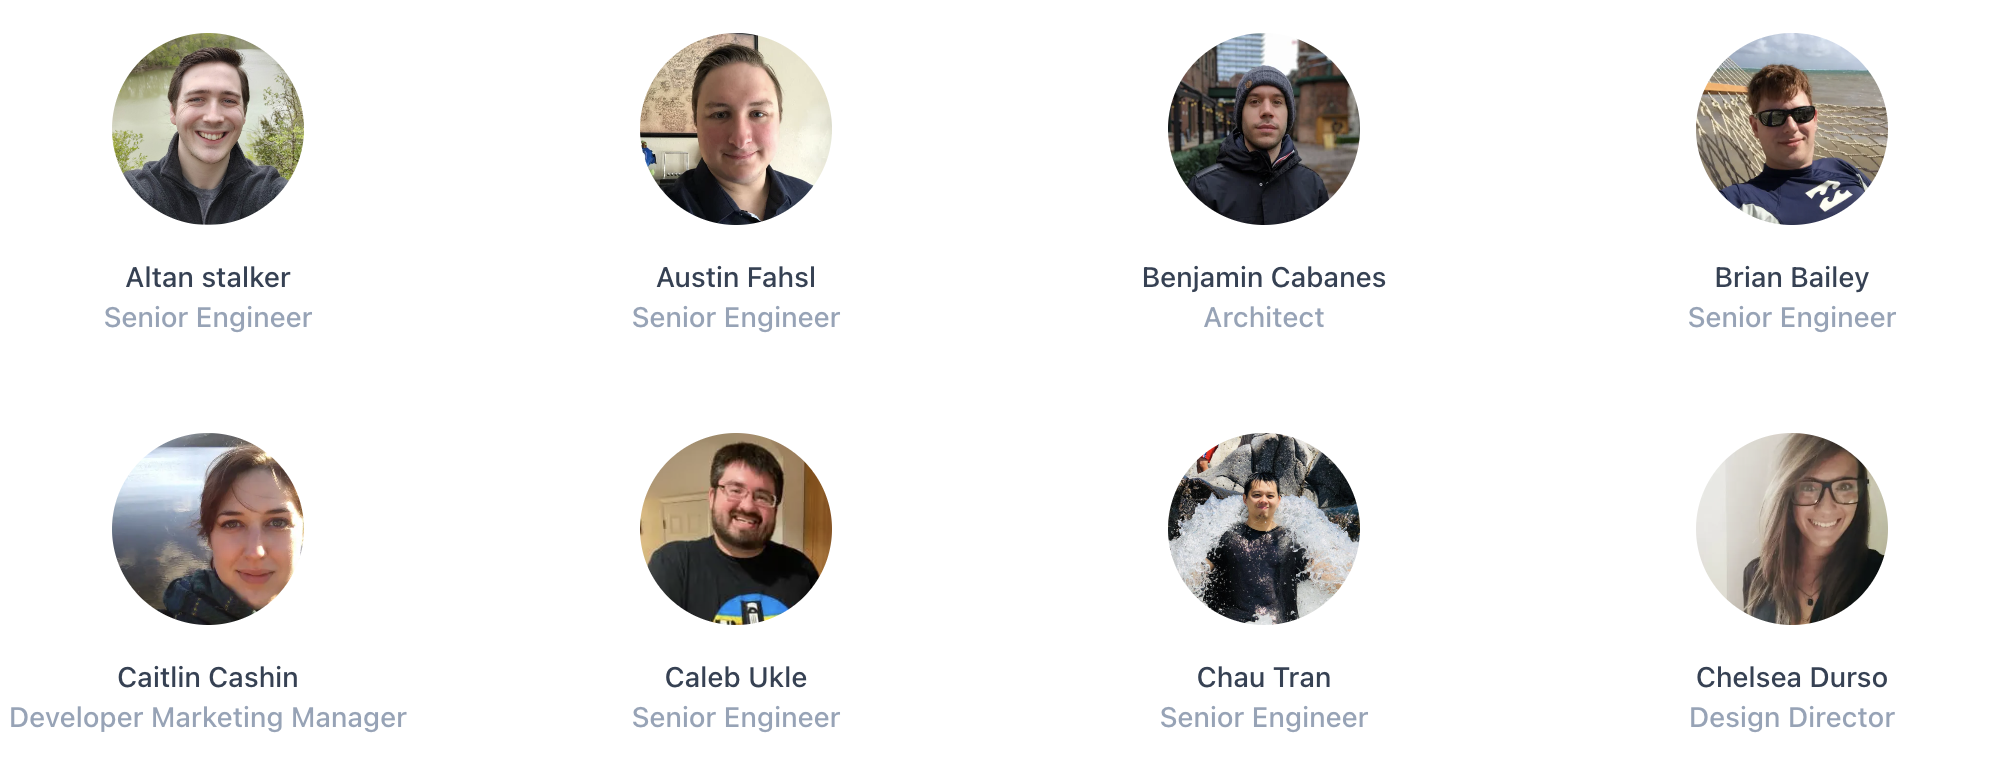 Altan stalker
Senior Engineer
Austin Fahsl
Senior Engineer
Benjamin Cabanes
Architect
Brian Bailey
Senior Engineer
Caitlin Cashin
Developer Marketing Manager
Caleb Ukle
Senior Engineer
Chau Tran
Senior Engineer
Chelsea Durso
Design Director